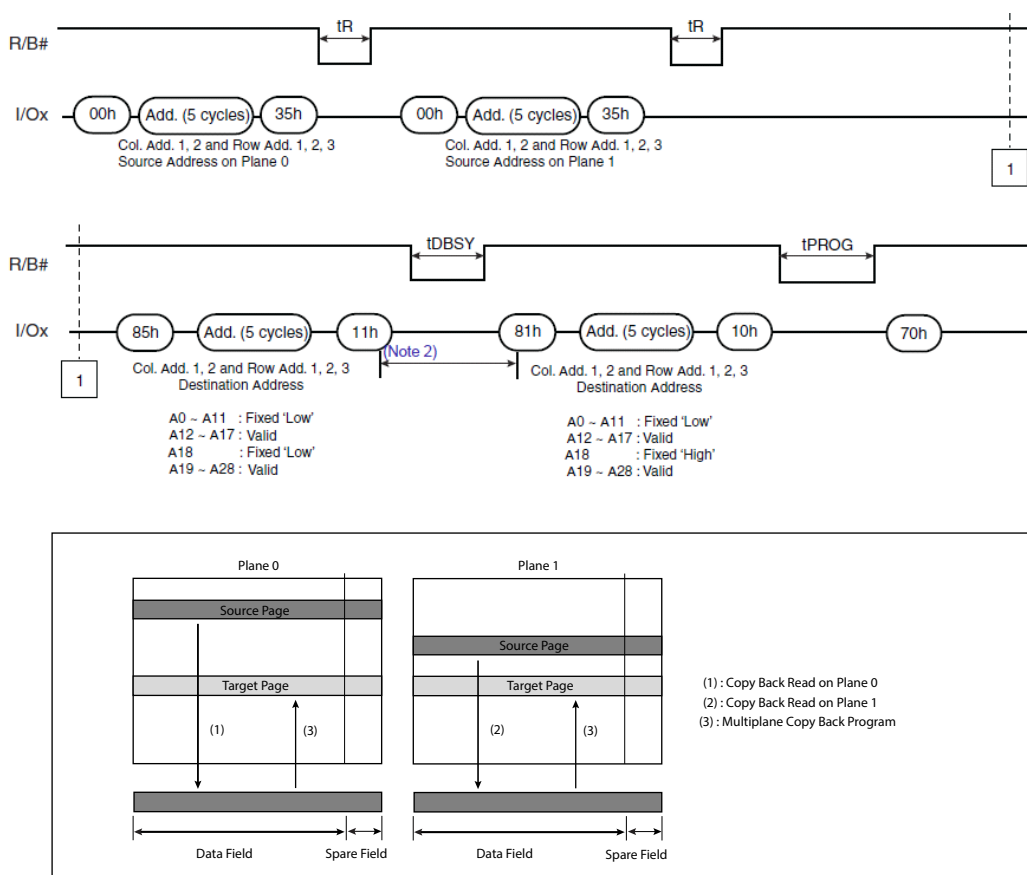 tR tR
R/B#
I/Ox 00h Add. (5 cycles) 35h 00h Add. (5 cycles) 35h
Col. Add. 1, 2 and Row Add. 1, 2, 3 Col. Add. 1, 2 and Row Add. 1, 2, 3
Source Address on Plane 0 Source Address on Plane 1
1
tDBSY tPROG
R/B#
I/Ox 85h Add. (5 cycles) 11h 81h Add. (5 cycles) 10h 70h
(Note 2)
1
Col. Add. 1, 2 and Row Add. 1, 2, 3 Col. Add. 1, 2 and Row Add. 1, 2, 3
Destination Address Destination Address
A0 ~ A11 : Fixed 'Low' A0 ~ A11 : Fixed 'Low'
A12 ~ A17 : Valid A12 ~ A17 : Valid
A18 : Fixed 'Low' A18 : Fixed 'High'
A19 ~ A28 : Valid A19 ~ A28 : Valid
Plane 0 Plane 1
Source Page
Source Page
Target Page Target Page
(1) (3) (2) (3)
(1) : Copy Back Read on Plane 0
(2) : Copy Back Read on Plane 1
(3) : Multiplane Copy Back Program
Data Field Spare Field Data Field Spare Field